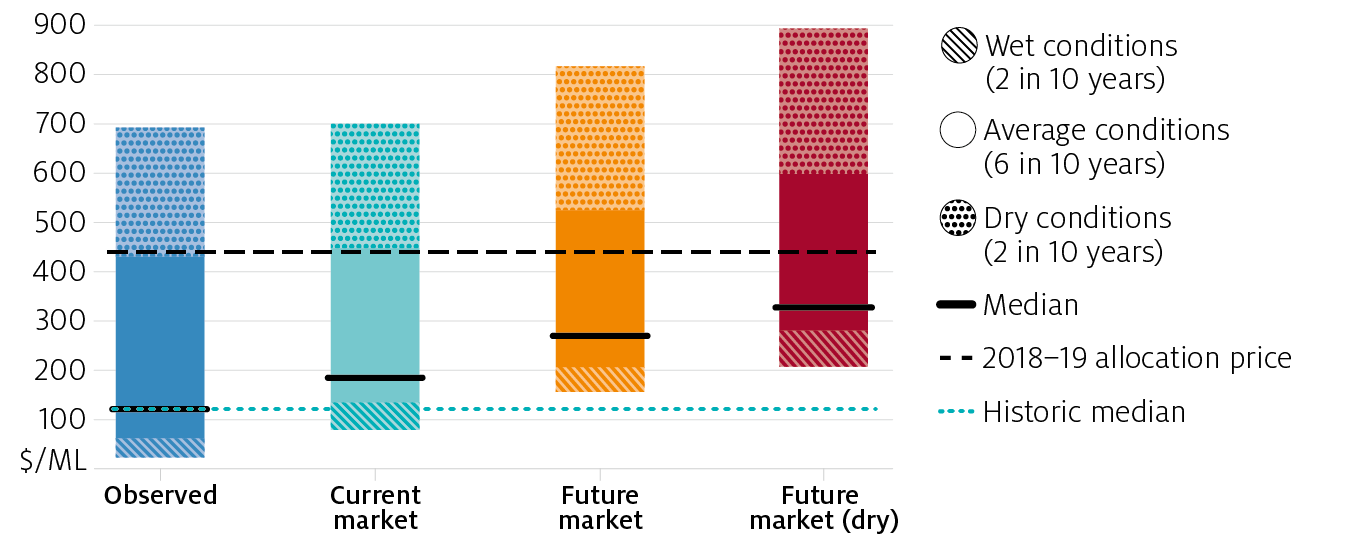 900
800
700
600
500
400
300
200
100
$/ML
Observed
Current
market
Future
market
Future
market (dry)
Wet conditions
(2 in 10 years)
Average conditions
(6 in 10 years)
Dry conditions
(2 in 10 years)
Median
2018–19 allocation price
Historic median